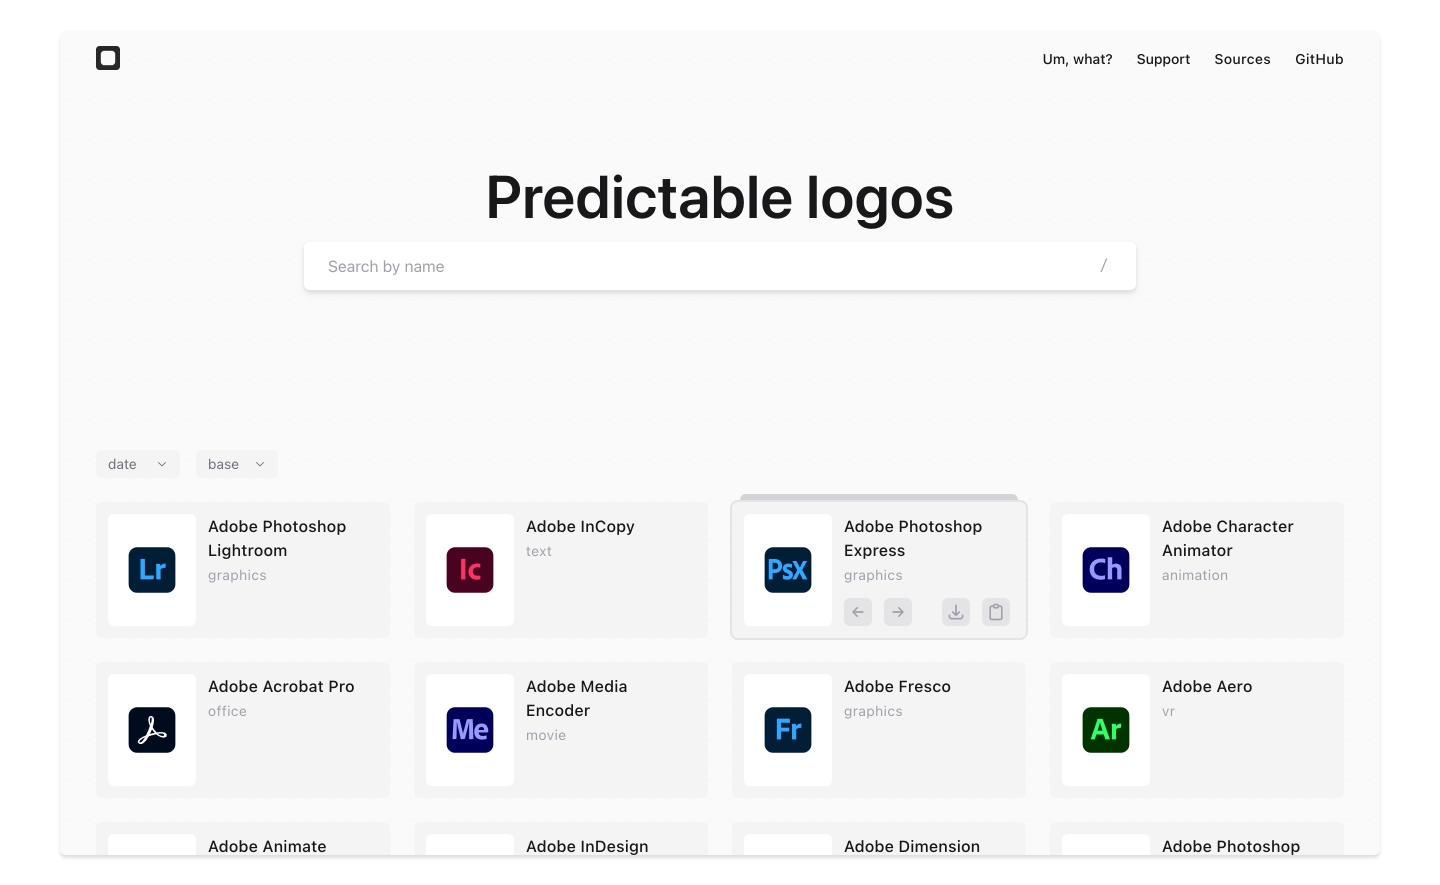 Um, what? Support Sources GitHub
Predictable logos
Search by name /
date base
Lr
Adobe Photoshop
Lightroom
graphics
Ic
Adobe InCopy
text
PsX
Adobe Photoshop
Express
graphics
Ch
Adobe Character
Animator
animation
Adobe Acrobat Pro
office
Me
Adobe Media
Encoder
movie
Fr
Adobe Fresco
graphics
Ar
Adobe Aero
vr
Adobe Animate
Adobe InDesign
Adobe Dimension
Adobe Photoshop